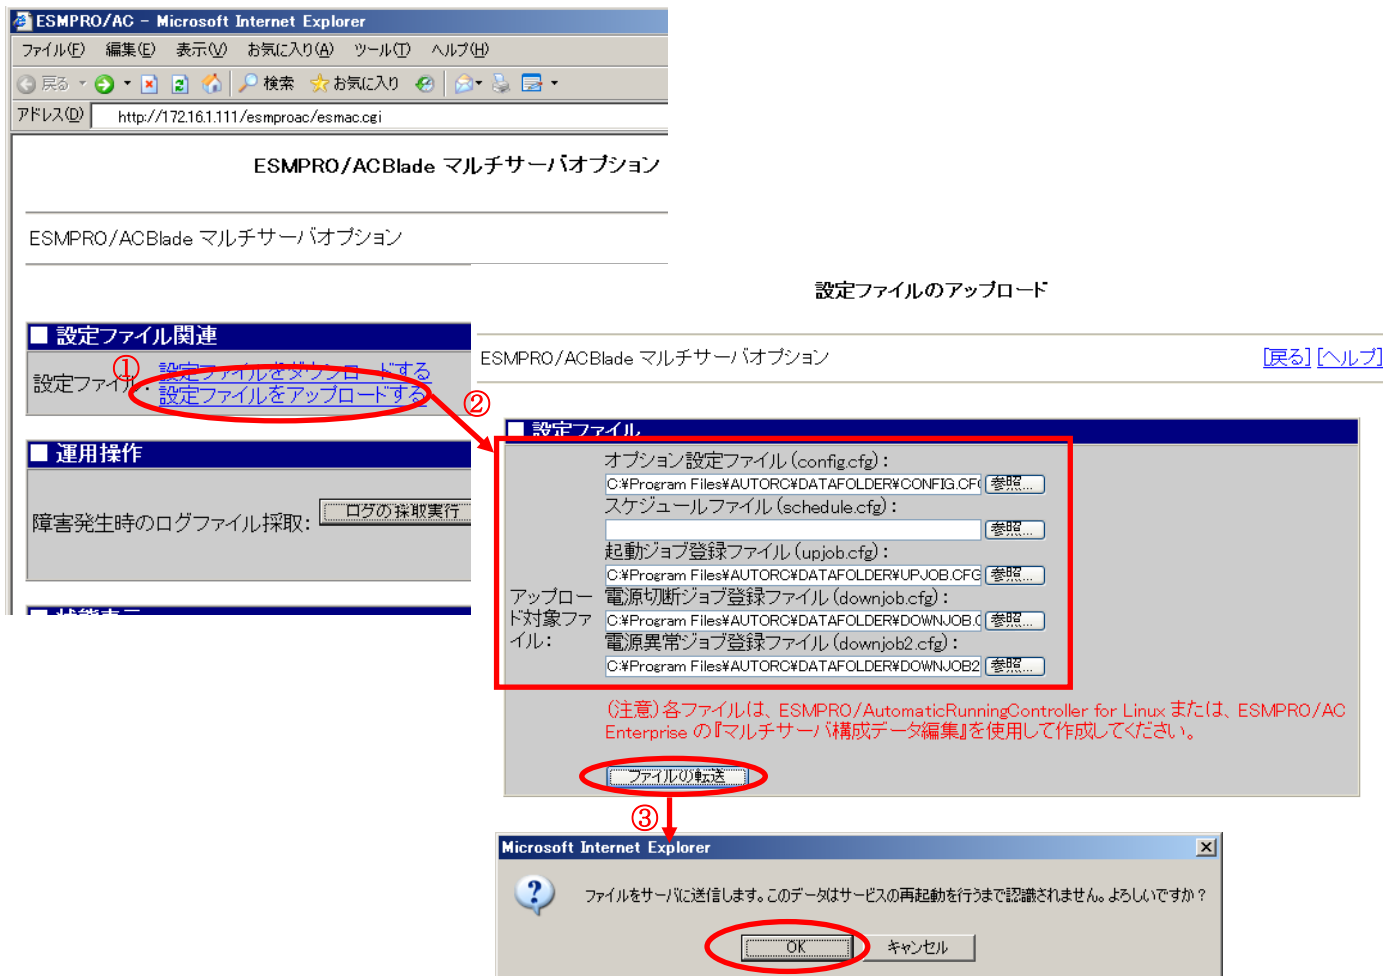 ESMPRO/AC - Microsoft Internet Explorer
ファイル(F) 編集(E) 表示(V) お気に入り(A) ツール(T) ヘルプ(H)
戻る 検索 お気に入り
アドレス(D) http://172.16.1.111/esmproac/esmac.cgi
ESMPRO/ACBlade マルチサーバオプション
ESMPRO/ACBlade マルチサーバオプション
■ 設定ファイル関連
①
設定ファイル: 設定ファイルをダウンロードする
設定ファイルをアップロードする
■ 運用操作
障害発生時のログファイル採取: ログの採取実行
■ 状態表示
設定ファイルのアップロード
ESMPRO/ACBlade マルチサーバオプション [戻る] [ヘルプ]
②
■ 設定ファイル
アップロー
ド対象ファ
イル:
オプション設定ファイル (config.cfg) :
C:¥Program Files¥AUTORC¥DATAFOLDER¥CONFIG.CF 参照...
スケジュールファイル (schedule.cfg) :
参照...
起動ジョブ登録ファイル (upjob.cfg) :
C:¥Program Files¥AUTORC¥DATAFOLDER¥UPJOB.CFG 参照...
電源切断ジョブ登録ファイル (downjob.cfg) :
C:¥Program Files¥AUTORC¥DATAFOLDER¥DOWNJOB. 参照...
電源異常ジョブ登録ファイル (downjob2.cfg) :
C:¥Program Files¥AUTORC¥DATAFOLDER¥DOWNJOB2 参照...
(注意) 各ファイルは、ESMPRO/AutomaticRunningController for Linux または、ESMPRO/AC
Enterprise の『マルチサーバ構成データ編集』を使用して作成してください。
ファイルの転送
③
Microsoft Internet Explorer
ファイルをサーバに送信します。このデータはサービスの再起動を行うまで認識されません。よろしいですか?
OK キャンセル